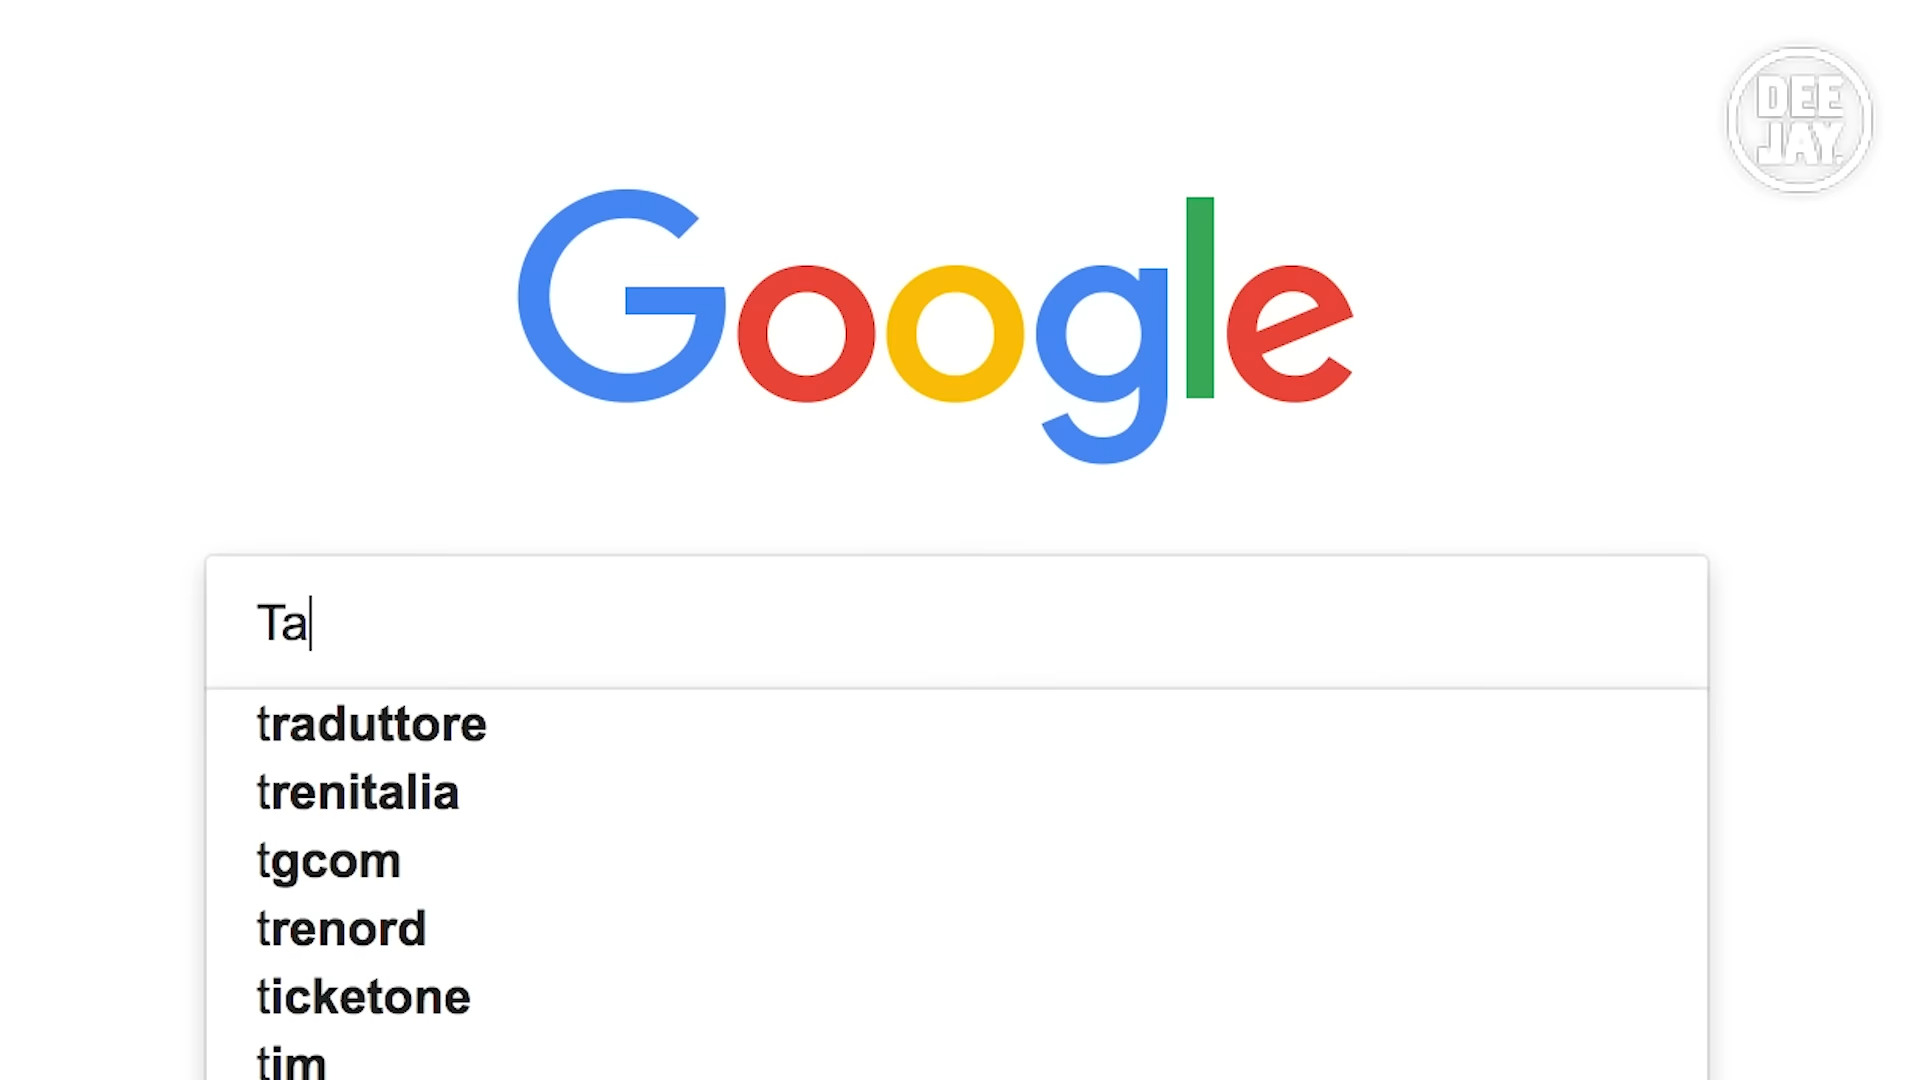 DEE
JAY.
Google
Ta
traduttore
trenitalia
tgcom
trenord
ticketone
tim